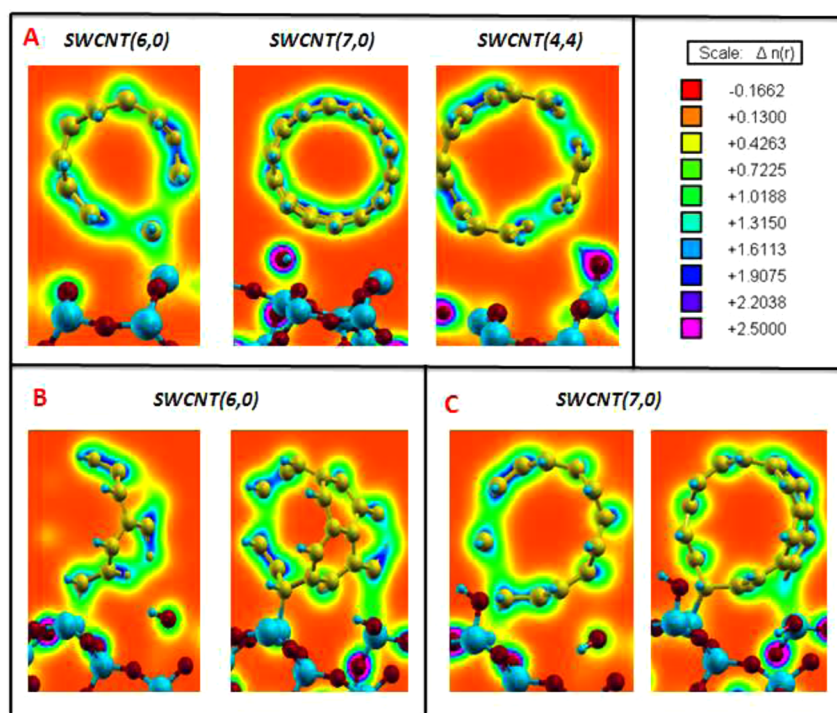 A
SWCNT(6,0)
SWCNT(7,0)
SWCNT(4,4)
Scale: Δ n(r)
-0.1662
+0.1300
+0.4263
+0.7225
+1.0188
+1.3150
+1.6113
+1.9075
+2.2038
+2.5000
B
SWCNT(6,0)
C
SWCNT(7,0)